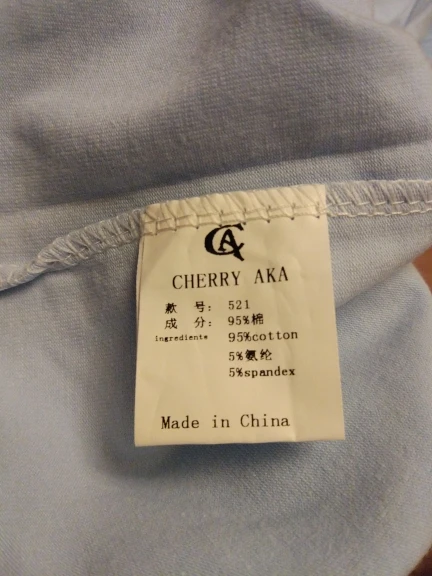 CA
CHERRY AKA
款 号: 521
成 分: 95%棉
Ingrediente 95%cotton
5%氨纶
5%spandex
Made in China